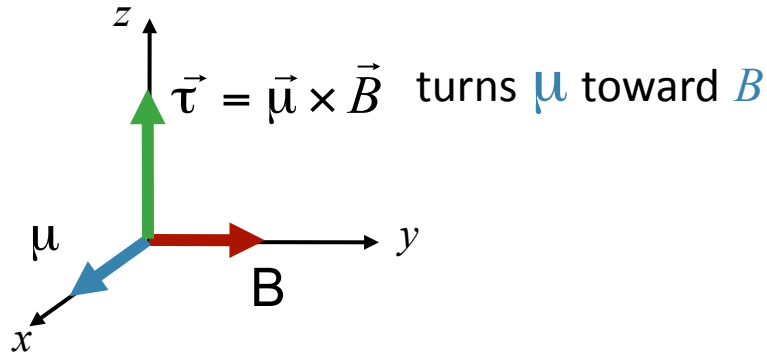 z
τ⃗ = μ⃗ × B⃗ turns μ toward B
μ
y
B
x